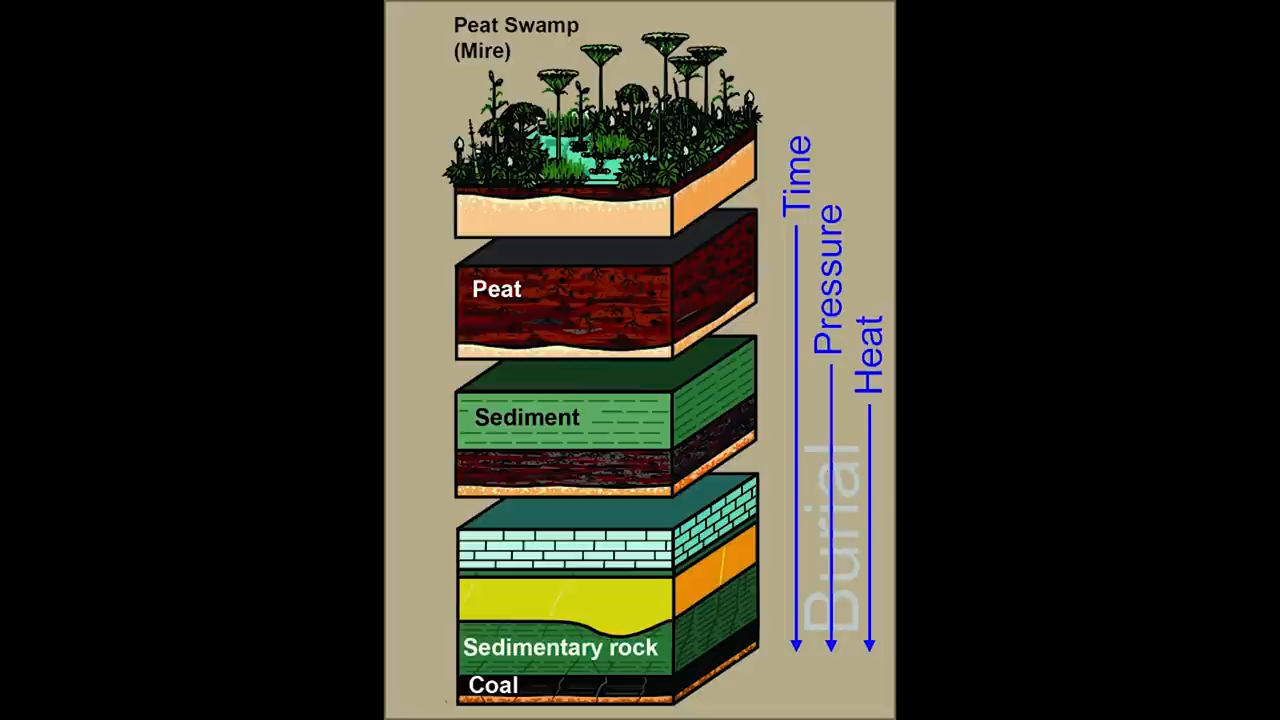 Peat Swamp
(Mire)
Peat
Sediment
Sedimentary rock
Coal
Time
Pressure
Heat
Burial